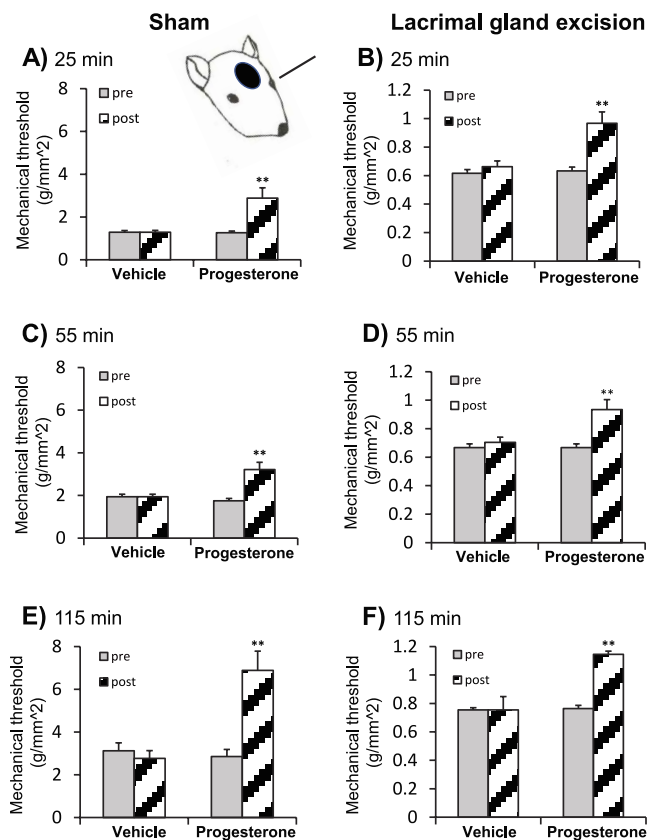 Sham
Lacrimal gland excision
A) 25 min
Mechanical threshold
(g/mm^2)
8
6
4
2
0
pre
post
**
Vehicle
Progesterone
B) 25 min
Mechanical threshold
(g/mm^2)
1.2
1
0.8
0.6
0.4
0.2
0
pre
post
**
Vehicle
Progesterone
C) 55 min
Mechanical threshold
(g/mm^2)
8
6
4
2
0
pre
post
**
Vehicle
Progesterone
D) 55 min
Mechanical threshold
(g/mm^2)
1.2
1
0.8
0.6
0.4
0.2
0
pre
post
**
Vehicle
Progesterone
E) 115 min
Mechanical threshold
(g/mm^2)
8
6
4
2
0
pre
post
**
Vehicle
Progesterone
F) 115 min
Mechanical threshold
(g/mm^2)
1.2
1
0.8
0.6
0.4
0.2
0
pre
post
**
Vehicle
Progesterone